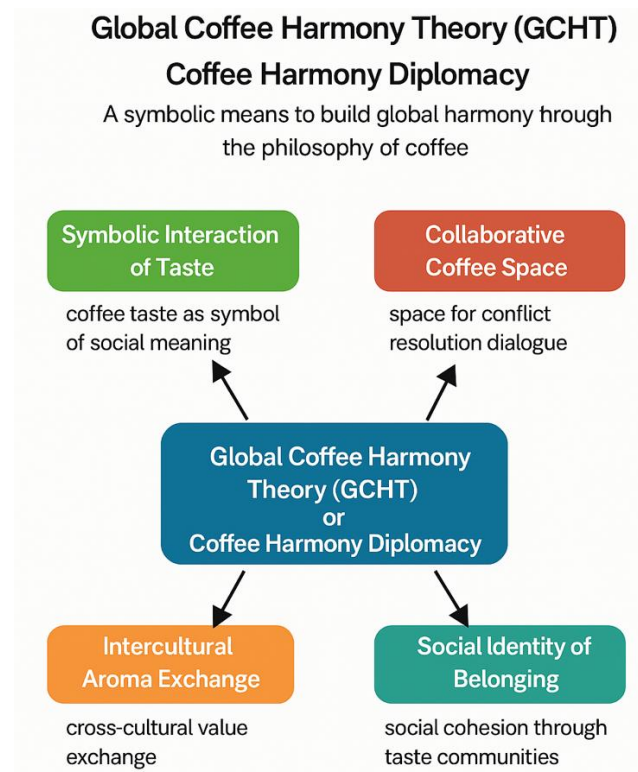 Global Coffee Harmony Theory (GCHT)
Coffee Harmony Diplomacy
A symbolic means to build global harmony hrough
the philosophy of coffee
Symbolic Interaction
of Taste
Collaborative
Coffee Space
coffee taste as symbol
of social meaning
space for conflict
resolution dialogue
Global Coffee Harmony
Theory (GCHT)
or
Coffee Harmony Diplomacy
Intercultural
Aroma Exchange
Social Identity of
Belonging
cross-cultural value
exchange
social cohesion through
taste communities